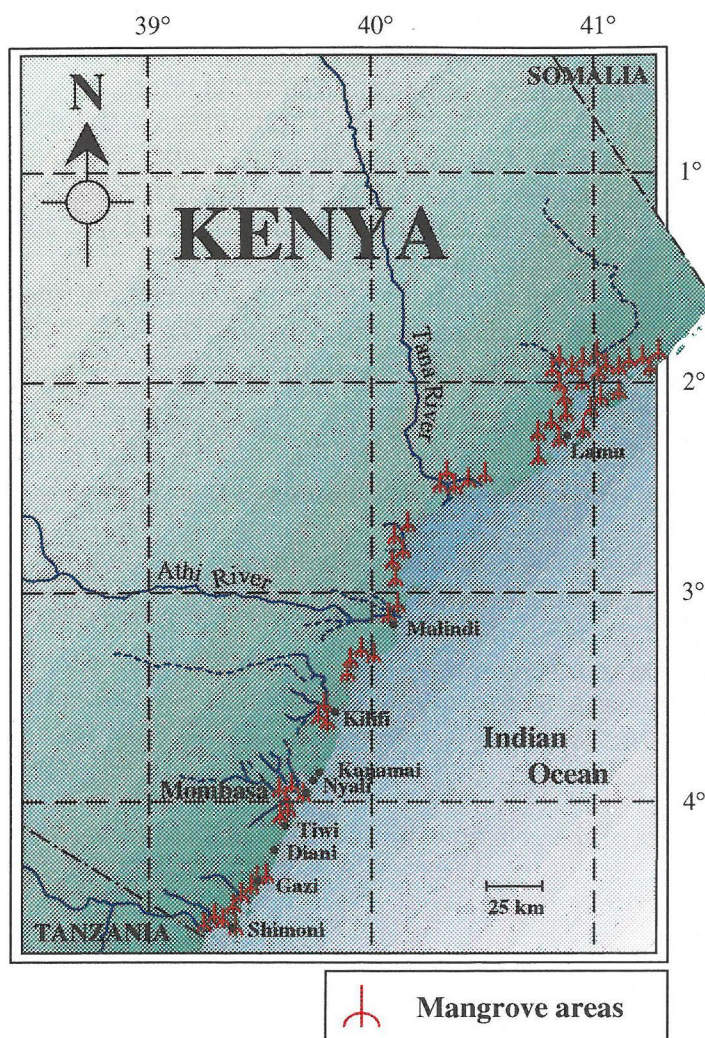 39°
40°
41°
SOMALIA
N
1°
KENYA
Tana River
2°
Lamu
Athi River
3°
Malindi
Kilifi
Indian
Ocean
Kanamai
Mombasa
Nyali
4°
Tiwi
Diani
Gazi
25 km
TANZANIA
Shimoni
Mangrove areas